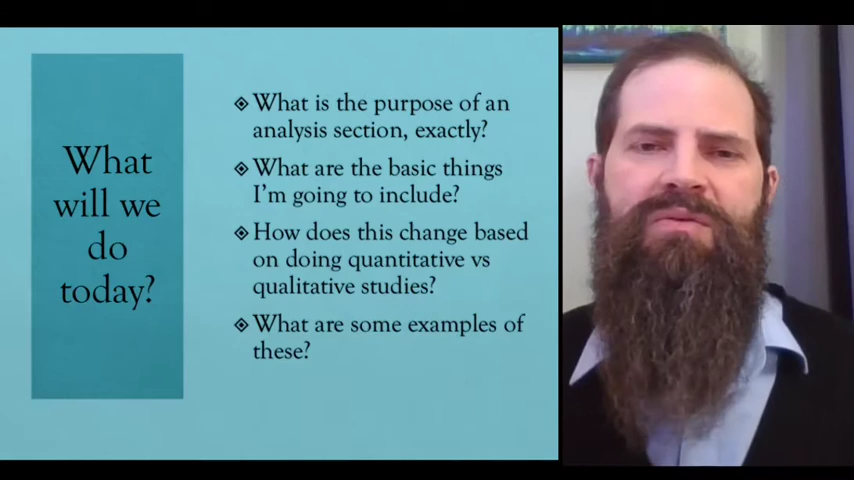 What
will we
do
today?
What is the purpose of an
analysis section, exactly?
What are the basic things
I'm going to include?
How does this change based
on doing quantitative vs
qualitative studies?
What are some examples of
these?